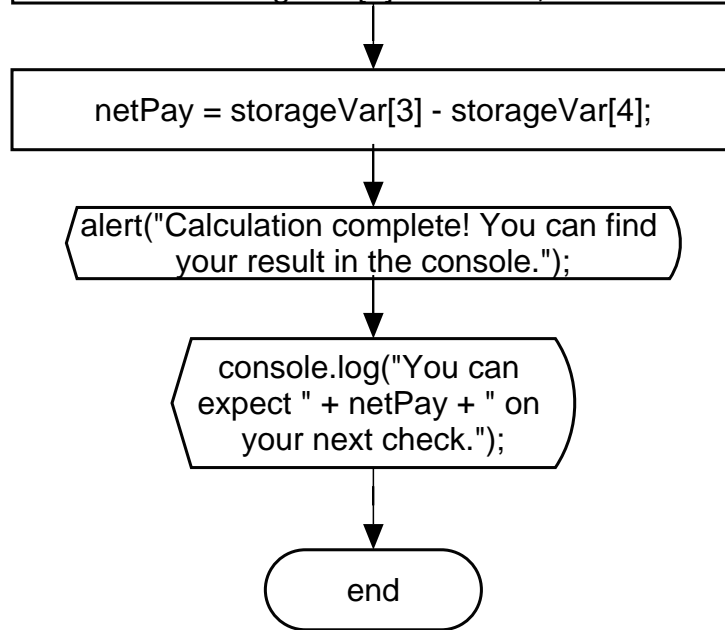 netPay = storageVar[3] - storageVar[4];
alert("Calculation complete! You can find
your result in the console.");
console.log("You can
expect " + netPay + " on
your next check.");
end